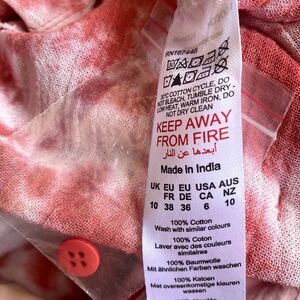 RN167446
30°C COTTON CYCLE, DO
NOT BLEACH, TUMBLE DRY -
LOW HEAT, WARM IRON, DO
NOT DRY CLEAN
KEEP AWAY
FROM FIRE
أبعدها عن النار
Made in India
UK EU EU USA AUS
FR DE CA NZ
10 38 36 6 10
100% Cotton
Wash with similar colours
100% Coton
Laver avec des couleurs
similaires
100% Baumwolle
Mit ähnlichen Farben waschen
100% Katoen
Met overeenkomstige kleuren
wassen